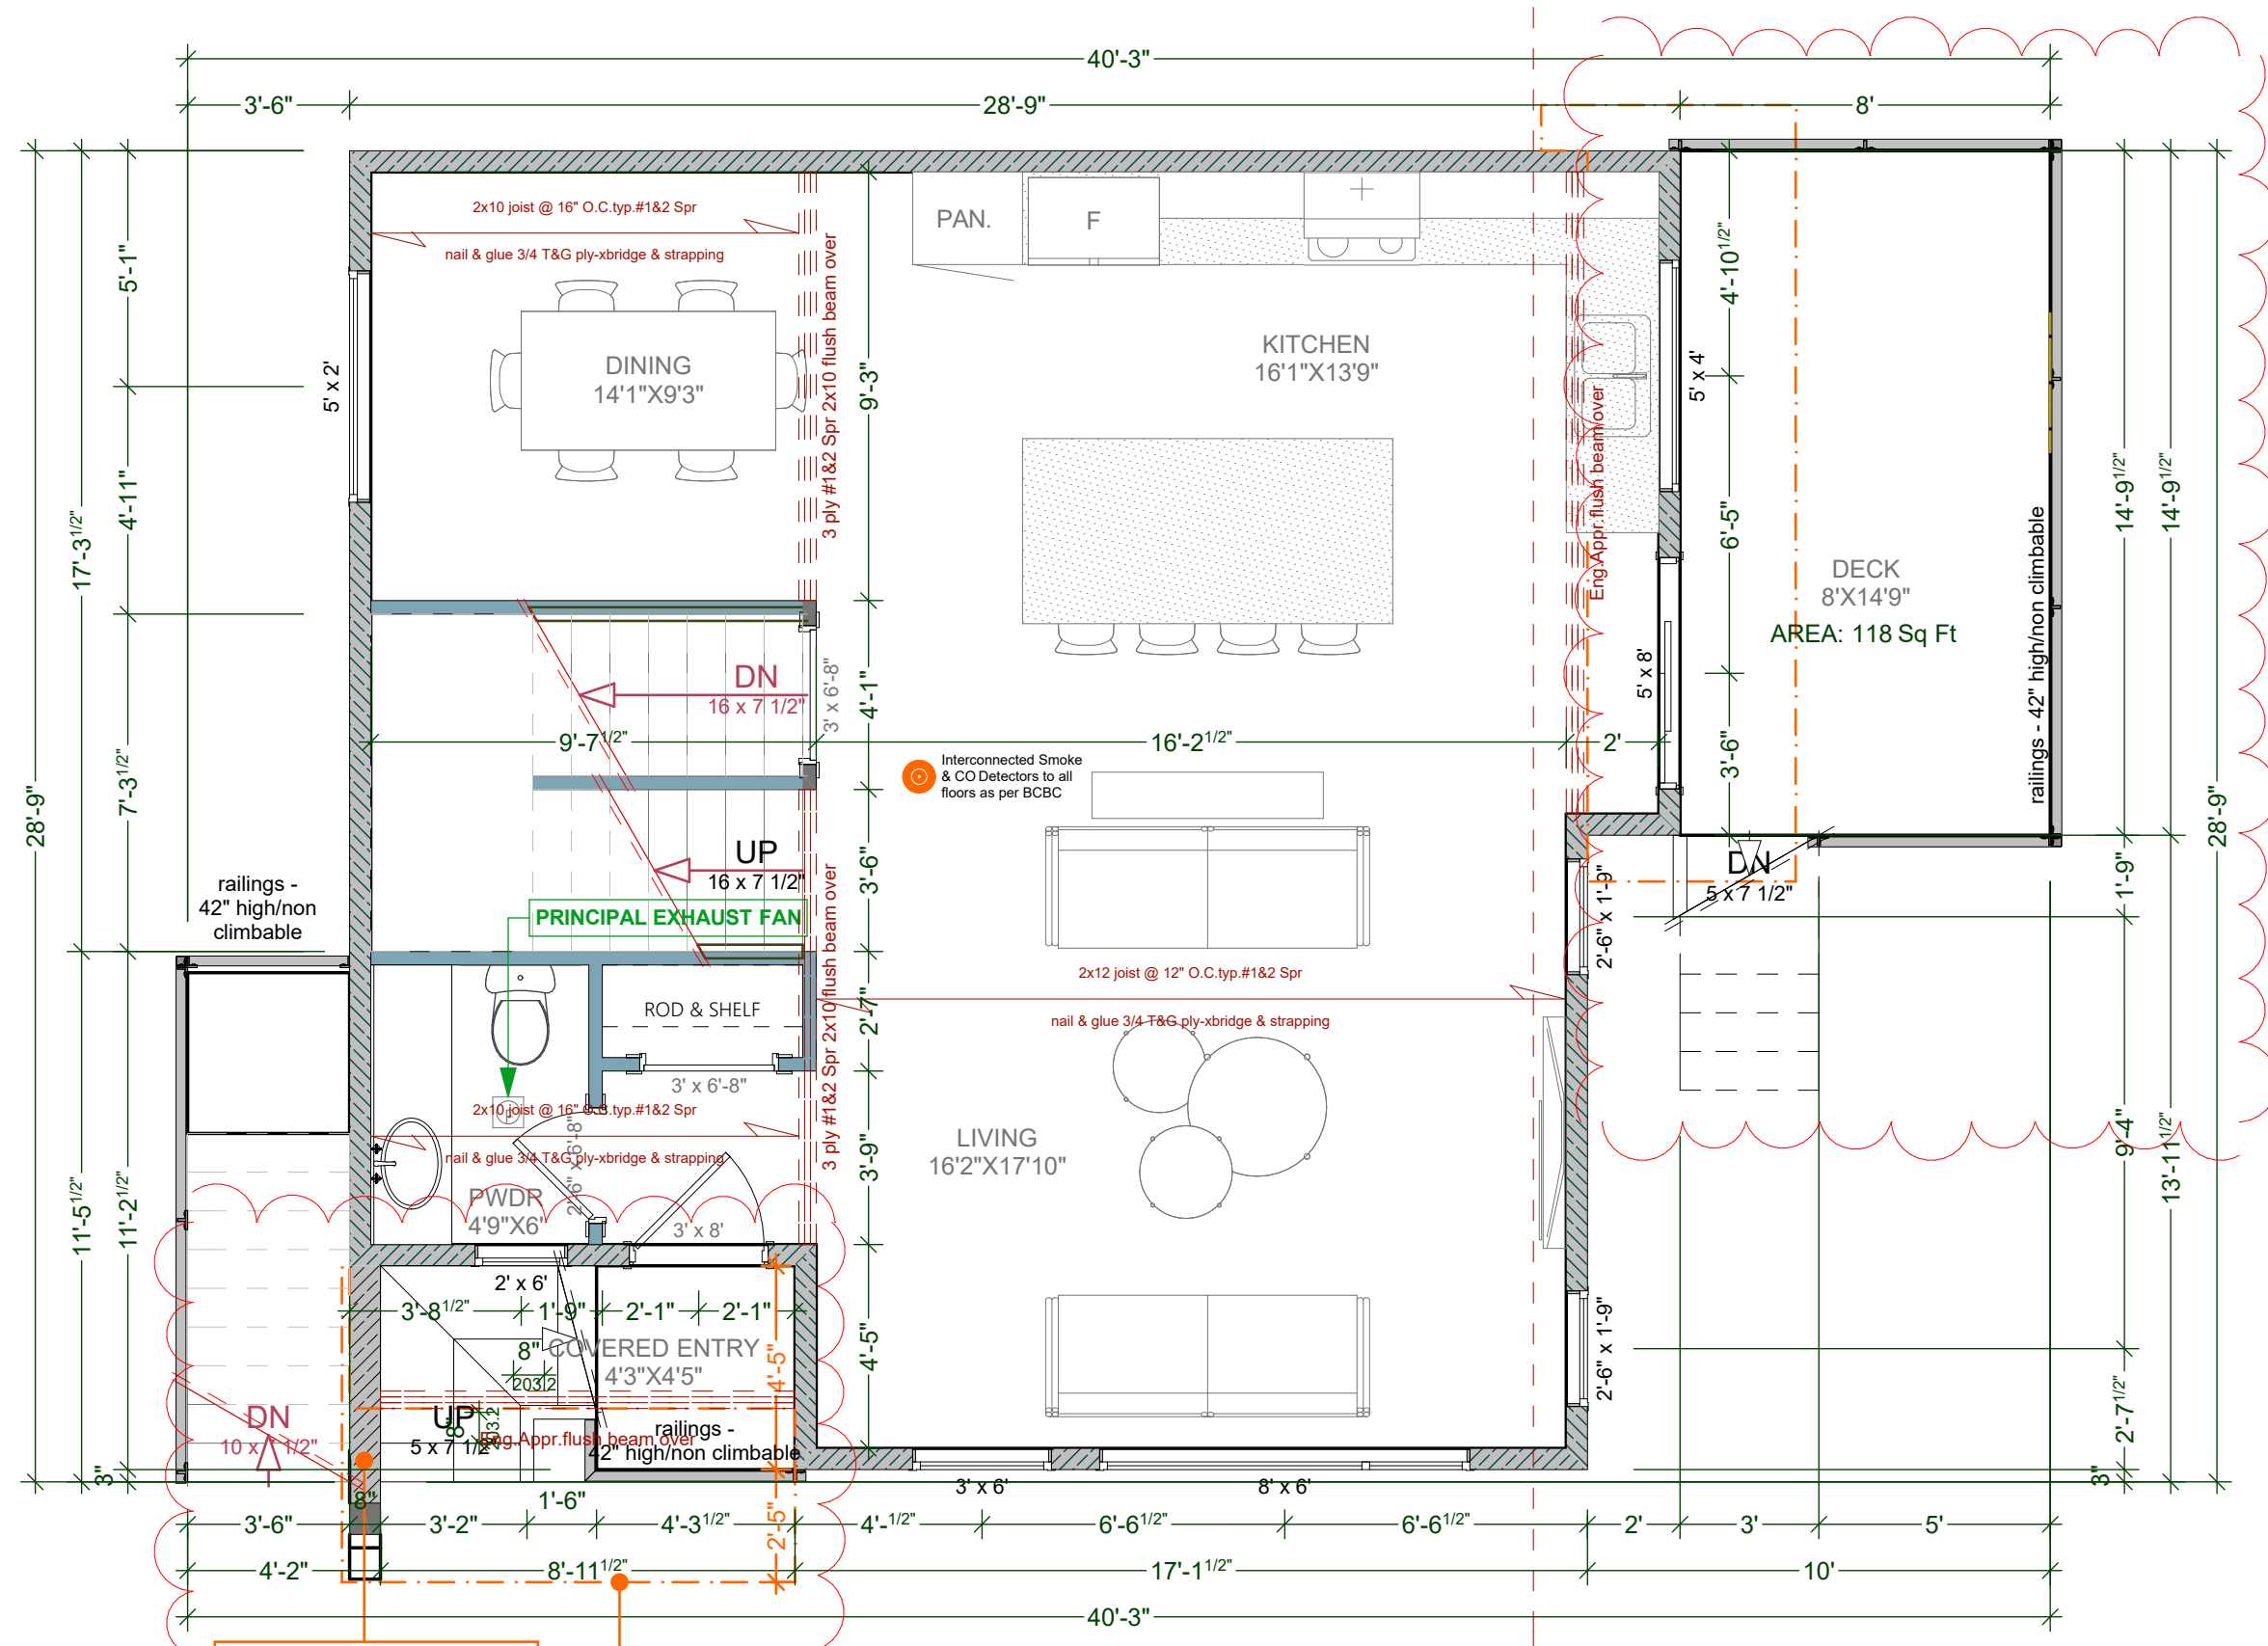 40'-3"
3'-6"
28'-9"
8'
2x10 joist @ 16" O.C.typ.#1&2 Spr
nail & glue 3/4 T&G ply-xbridge & strapping
PAN.
F
5'-1"
4'-10 1/2"
3 ply #1&2 Spr 2x10 flush beam over
DINING
14'1"X9'3"
KITCHEN
16'1"X13'9"
5' x 2'
9'-3"
5' x 4'
Eng.Appr.flush beam over
4'-11"
17'-3 1/2"
6'-5"
14'-9 1/2"
14'-9 1/2"
DECK
8'X14'9"
AREA: 118 Sq Ft
railings - 42" high/non climbable
DN
16 x 7 1/2"
3' x 6'-8"
4'-1"
5' x 8'
9'-7 1/2"
16'-2 1/2"
2'
3'-6"
Interconnected Smoke
& CO Detectors to all
floors as per BCBC
28'-9"
7'-3 1/2"
28'-9"
UP
16 x 7 1/2"
3'-6"
DN
5 x 7 1/2"
1'-9"
railings -
42" high/non
climbable
PRINCIPAL EXHAUST FAN
2'-6" x 1'-9"
2x12 joist @ 12" O.C.typ.#1&2 Spr
nail & glue 3/4 T&G ply-xbridge & strapping
ROD & SHELF
2'-7"
3 ply #1&2 Spr 2x10 flush beam over
3' x 6'-8"
2x10 joist @ 16" O.C.typ.#1&2 Spr
nail & glue 3/4 T&G ply-xbridge & strapping
2'-6" x 6'-8"
3'-9"
LIVING
16'2"X17'10"
9'-4"
13'-11 1/2"
11'-5 1/2"
11'-2 1/2"
PWDR
4'9"X6'
3' x 8'
2' x 6'
3'-8 1/2"
1'-9"
2'-1"
2'-1"
8"
203.2
COVERED ENTRY
4'3"X4'5"
4'-5"
4'-5"
2'-6" x 1'-9"
2'-7 1/2"
DN
10 x 7 1/2"
UP
5 x 7 1/2"
8"
203.2
Eng.Appr.flush beam over
railings -
42" high/non climbable
3"
3"
3' x 6'
8' x 6'
8"
1'-6"
3'-6"
3'-2"
4'-3 1/2"
2'-5"
4'-1/2"
6'-6 1/2"
6'-6 1/2"
2'
3'
5'
4'-2"
8'-11 1/2"
17'-1 1/2"
10'
40'-3"